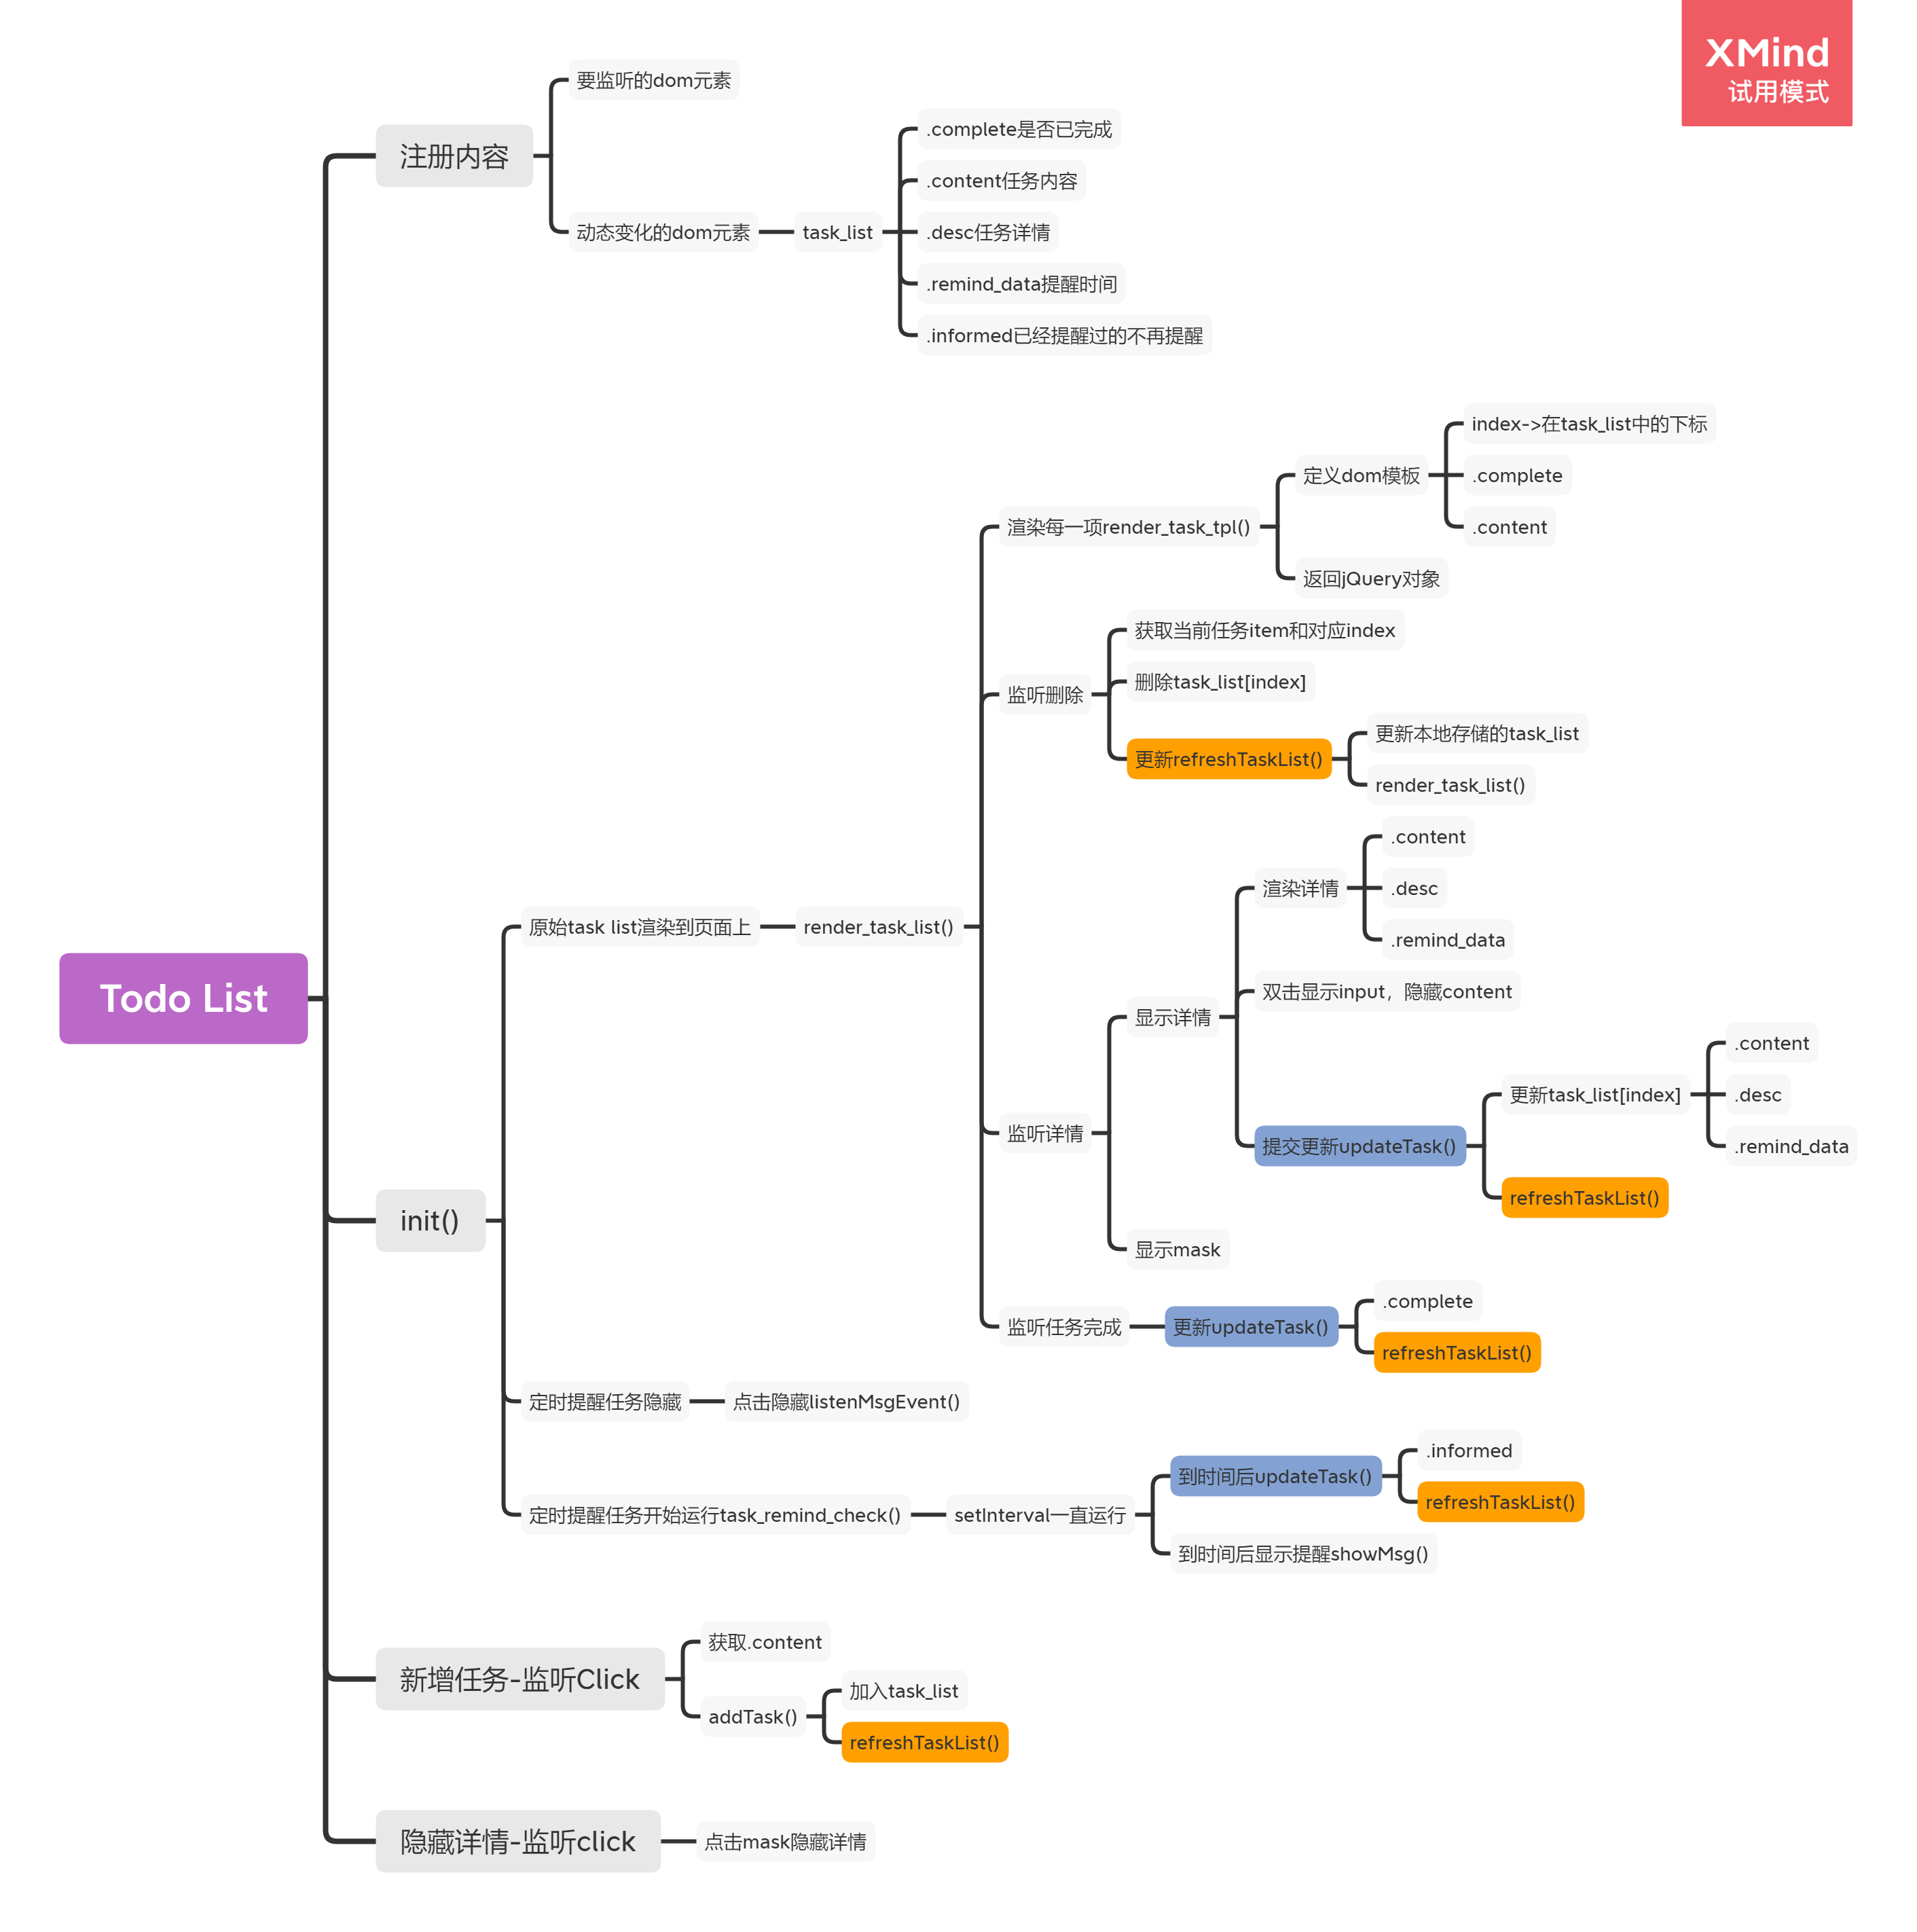 XMind
试用模式
Todo List
注册内容
要监听的dom元素
动态变化的dom元素
task_list
.complete是否已完成
.content任务内容
.desc任务详情
.remind_data提醒时间
.informed已经提醒过的不再提醒
init()
原始task list渲染到页面上
render_task_list()
渲染每一项render_task_tpl()
定义dom模板
index->在task_list中的下标
.complete
.content
返回jQuery对象
监听删除
获取当前任务item和对应index
删除task_list[index]
更新refreshTaskList()
更新本地存储的task_list
render_task_list()
监听详情
显示详情
渲染详情
.content
.desc
.remind_data
双击显示input，隐藏content
提交更新updateTask()
更新task_list[index]
.content
.desc
.remind_data
refreshTaskList()
显示mask
监听任务完成
更新updateTask()
.complete
refreshTaskList()
定时提醒任务隐藏
点击隐藏listenMsgEvent()
定时提醒任务开始运行task_remind_check()
setInterval一直运行
到时间后updateTask()
.informed
refreshTaskList()
到时间后显示提醒showMsg()
新增任务-监听Click
获取.content
addTask()
加入task_list
refreshTaskList()
隐藏详情-监听click
点击mask隐藏详情